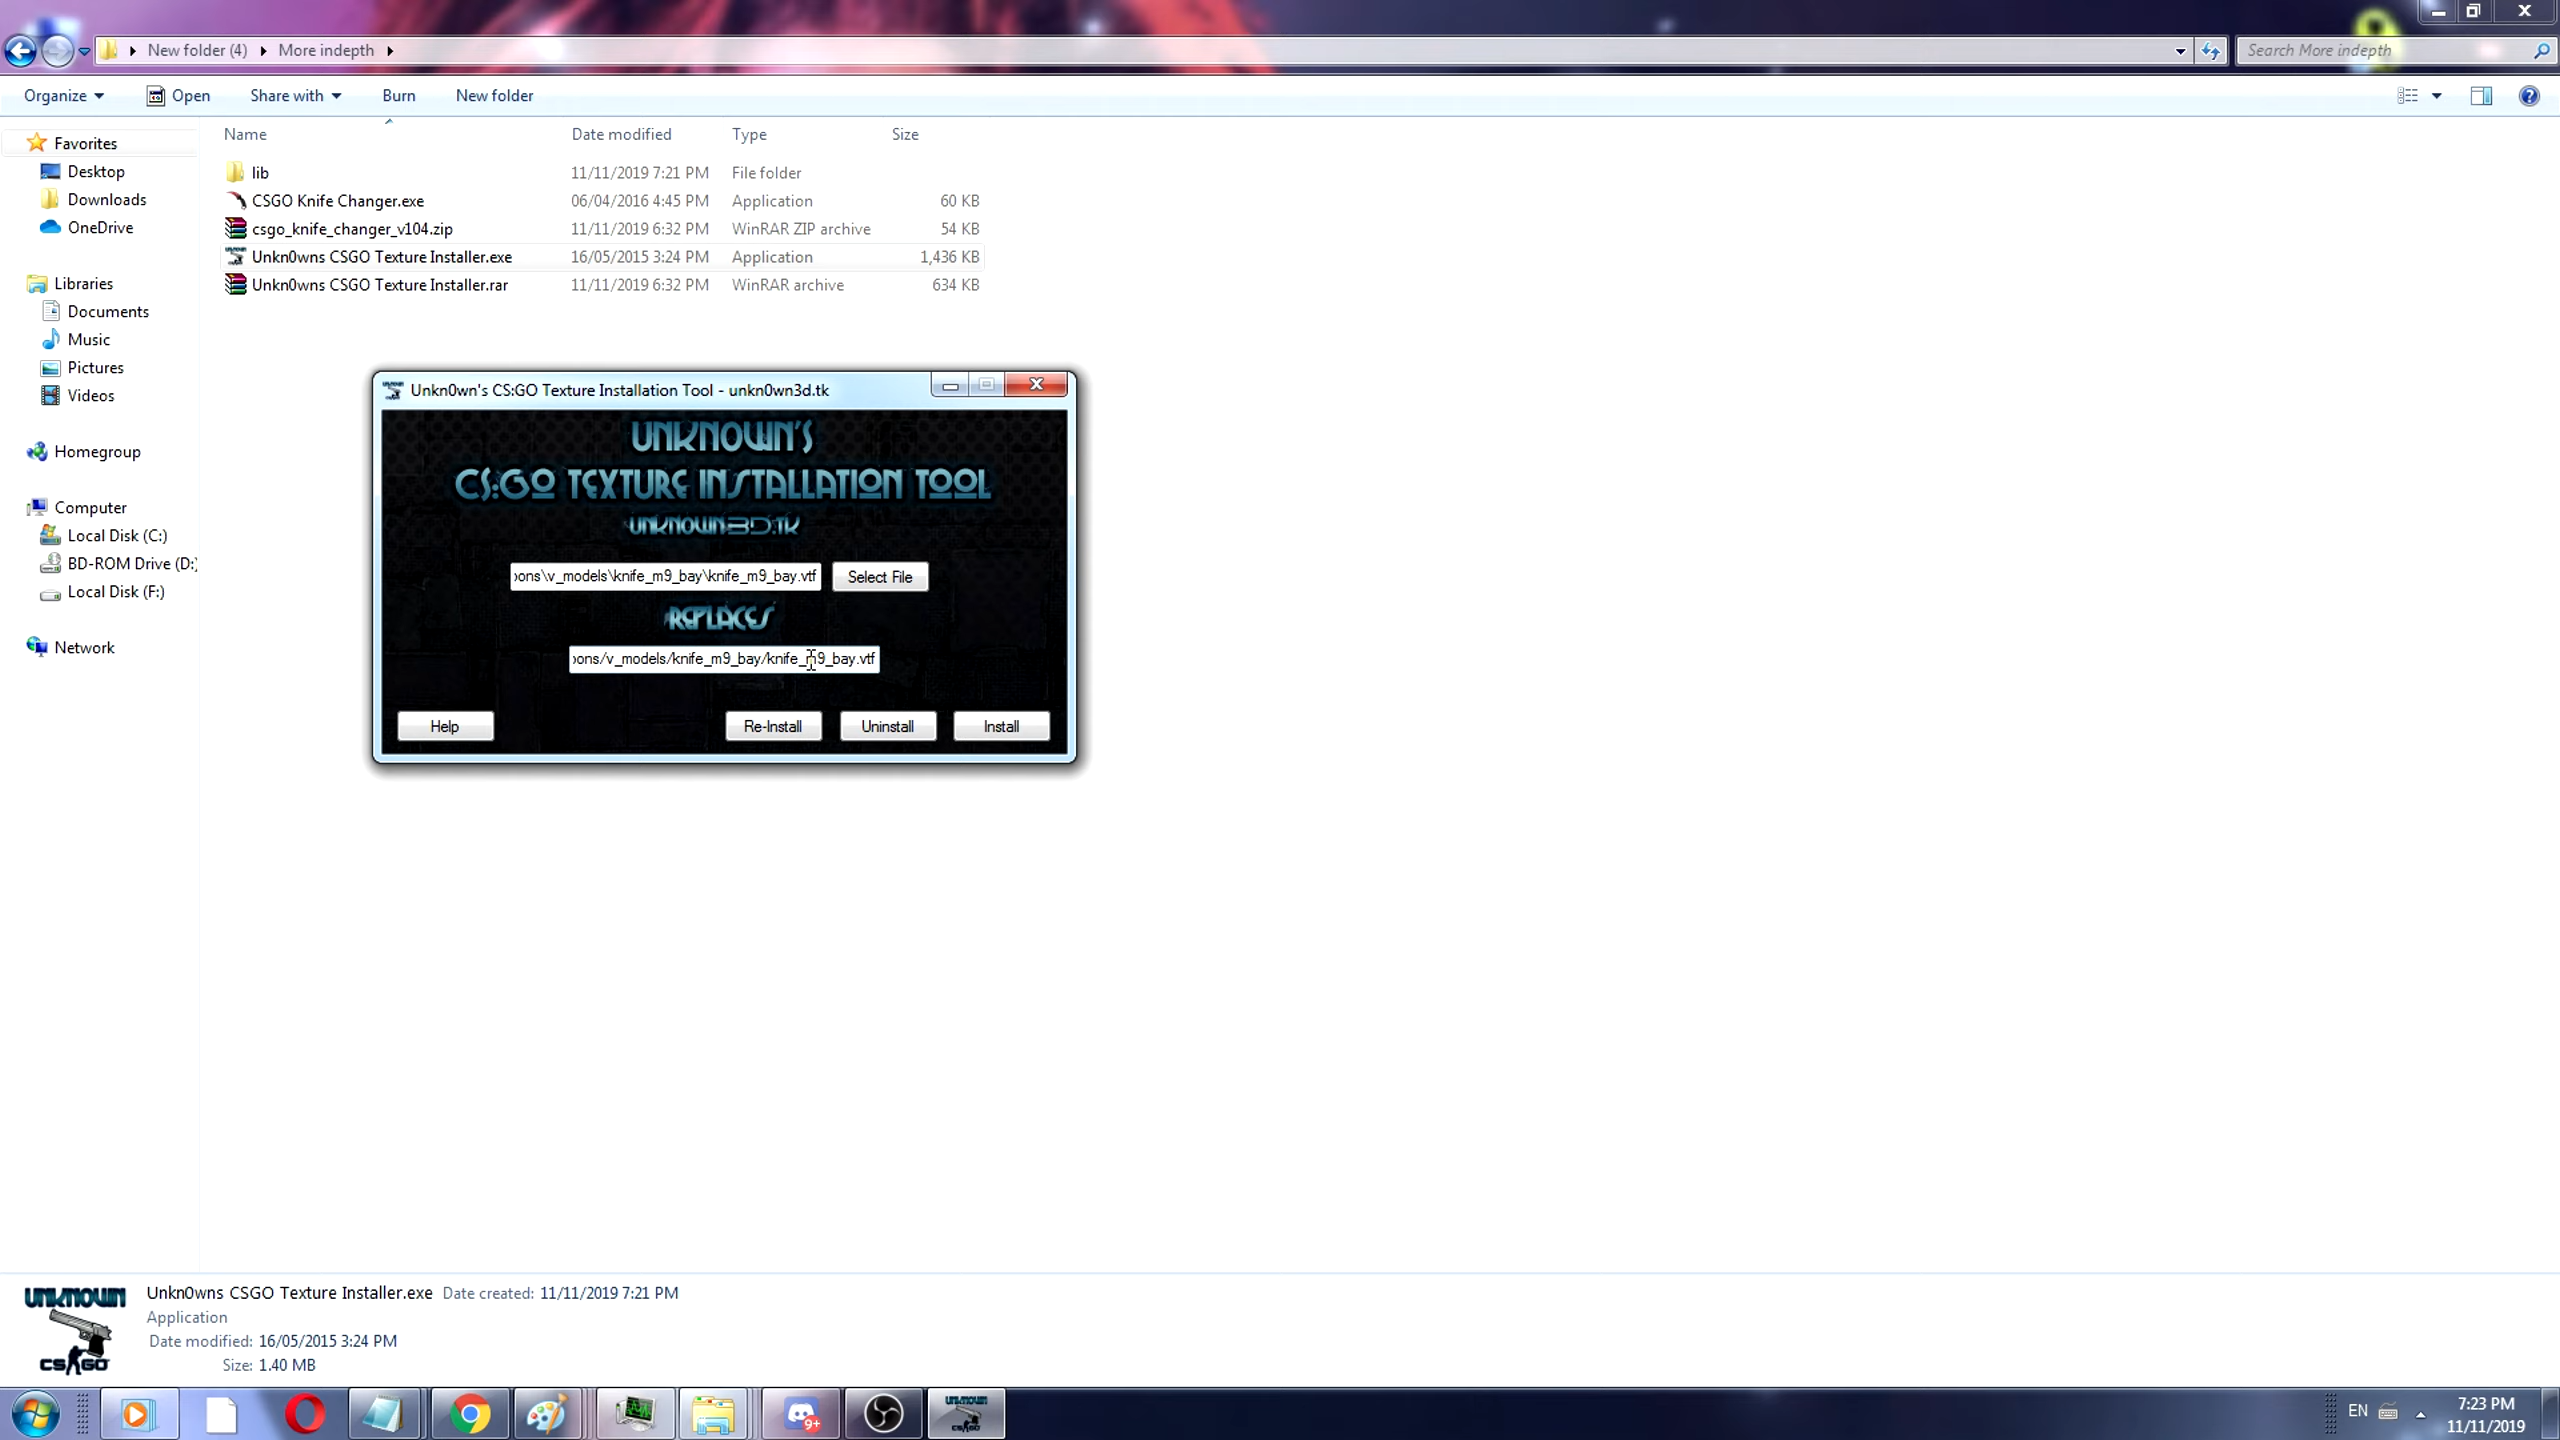 New folder (4) More indepth
Search More indepth
Organize Open Share with Burn New folder
Name Date modified Type Size
Favorites
Desktop
Downloads
OneDrive
Libraries
Documents
Music
Pictures
Videos
Homegroup
Computer
Local Disk (C:)
BD-ROM Drive (D:)
Local Disk (F:)
Network
lib 11/11/2019 7:21 PM File folder
CSGO Knife Changer.exe 06/04/2016 4:45 PM Application 60 KB
csgo_knife_changer_v104.zip 11/11/2019 6:32 PM WinRAR ZIP archive 54 KB
Unkn0wns CSGO Texture Installer.exe 16/05/2015 3:24 PM Application 1,436 KB
Unkn0wns CSGO Texture Installer.rar 11/11/2019 6:32 PM WinRAR archive 634 KB
Unkn0wn's CS:GO Texture Installation Tool - unkn0wn3d.tk
UNKNOWN'S
CS:GO TEXTURE INSTALLATION TOOL
UNKNOWN3D.TK
ons\v_models\knife_m9_bay\knife_m9_bay.vtf Select File
REPLACES
ons/v_models/knife_m9_bay/knife_m9_bay.vtf
Help Re-Install Uninstall Install
UNKNOWN
CS GO
Unkn0wns CSGO Texture Installer.exe Date created: 11/11/2019 7:21 PM
Application
Date modified: 16/05/2015 3:24 PM
Size: 1.40 MB
9+
UNKNOWN
CS GO
EN
7:23 PM
11/11/2019